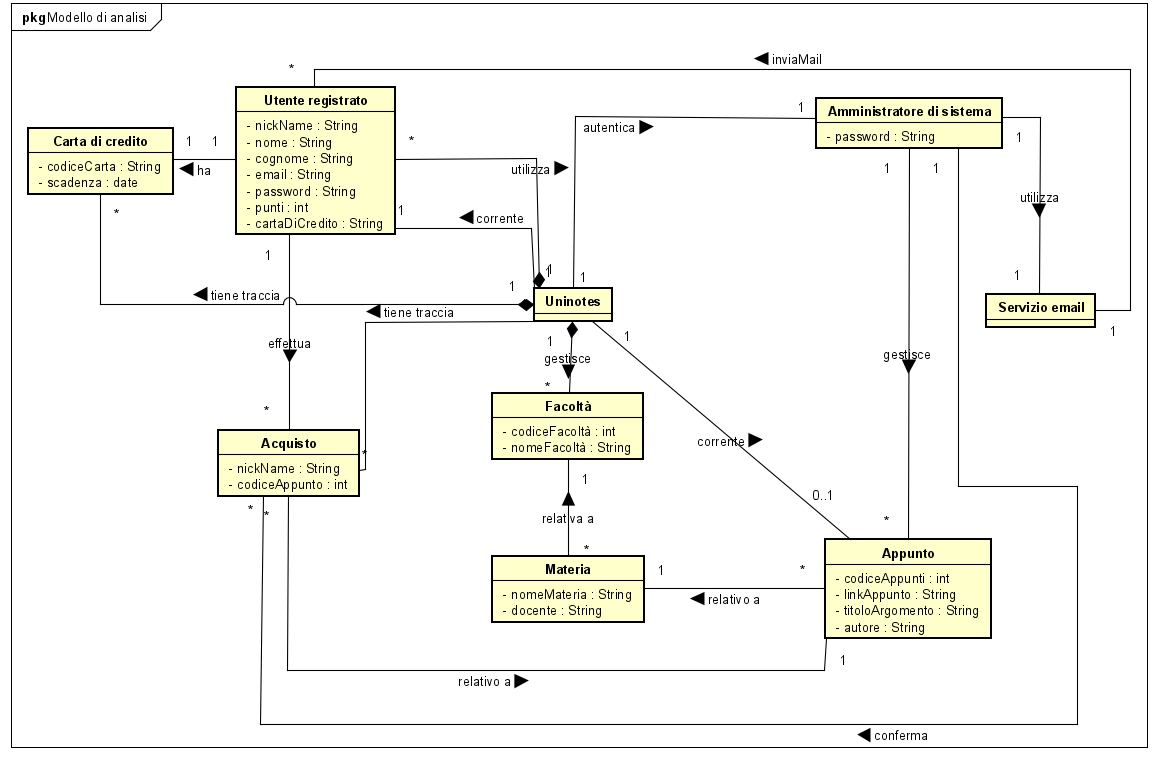 pkg Modello di analisi
inviaMail
*
Utente registrato
- nickName : String
- nome : String
- cognome : String
- email : String
- password : String
- punti : int
- cartaDiCredito : String
Carta di credito
- codiceCarta : String
- scadenza : date
1
1
ha
*
*
utilizza
1
corrente
1
autentica
Amministratore di sistema
- password : String
1
1
1
utilizza
1
Servizio email
1
1
effettua
*
1
tiene traccia
tiene traccia
*
1
1
Uninotes
1
gestisce
*
1
corrente
0..1
gestisce
*
Facoltà
- codiceFacoltà : int
- nomeFacoltà : String
1
relativa a
*
Acquisto
- nickName : String
- codiceAppunto : int
*
*
Materia
- nomeMateria : String
- docente : String
1
*
relativo a
Appunto
- codiceAppunti : int
- linkAppunto : String
- titoloArgomento : String
- autore : String
1
relativo a
conferma